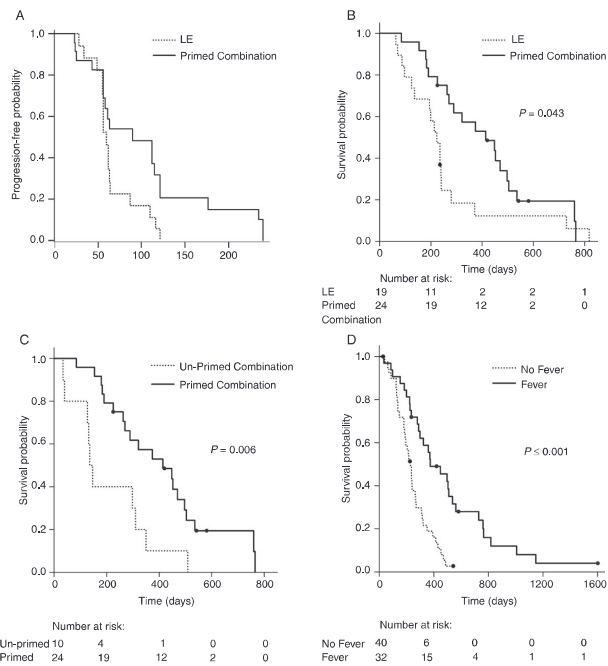 A
LE
Primed Combination
Progression-free probability
1.0
0.8
0.6
0.4
0.2
0.0
0 50 100 150 200
B
LE
Primed Combination
P = 0.043
Survival probability
1.0
0.8
0.6
0.4
0.2
0.0
0 200 400 600 800
Time (days)
Number at risk:
LE 19 11 2 2 1
Primed 24 19 12 2 0
Combination
C
Un-Primed Combination
Primed Combination
P = 0.006
Survival probability
1.0
0.8
0.6
0.4
0.2
0.0
0 200 400 600 800
Time (days)
Number at risk:
Un-primed 10 4 1 0 0
Primed 24 19 12 2 0
D
No Fever
Fever
P ≤ 0.001
Survival probability
1.0
0.8
0.6
0.4
0.2
0.0
0 400 800 1200 1600
Time (days)
Number at risk:
No Fever 40 6 0 0 0
Fever 32 15 4 1 1